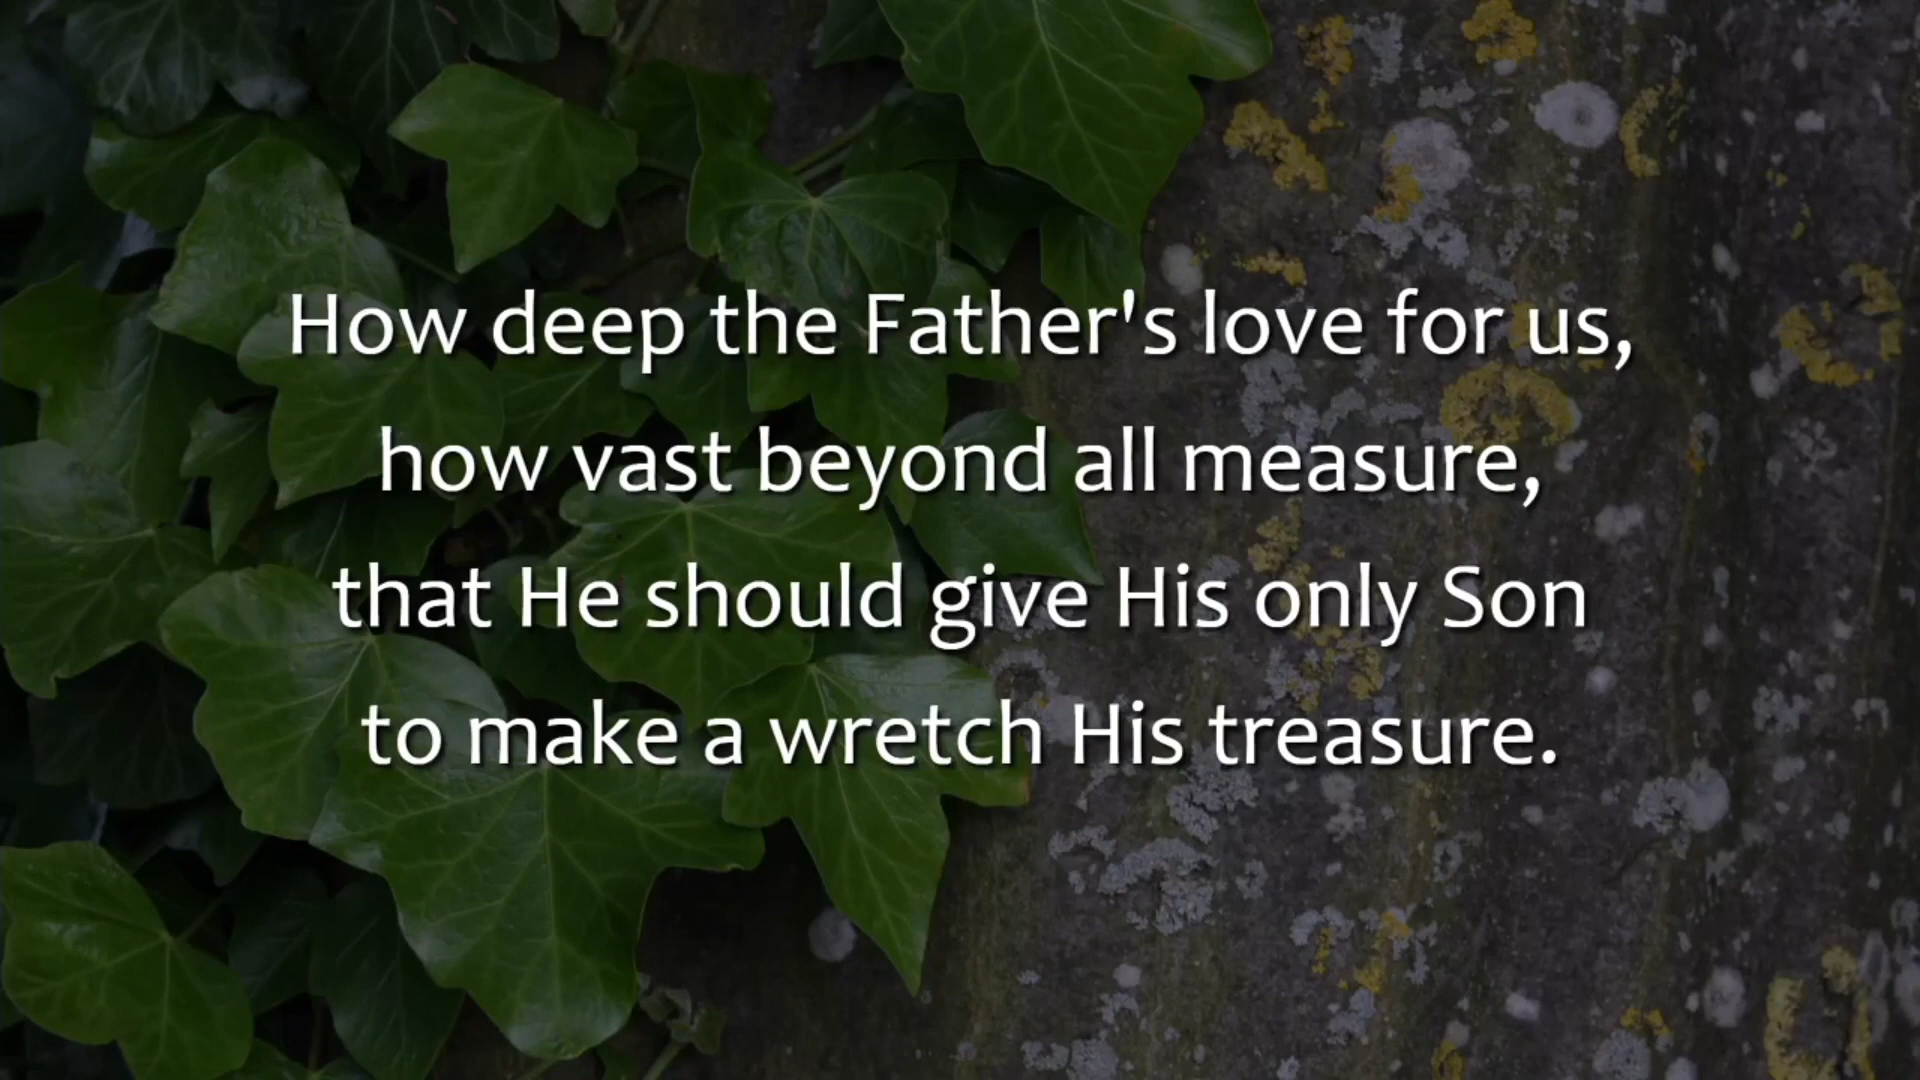 How deep the Father's love for us,
how vast beyond all measure,
that He should give His only Son
to make a wretch His treasure.